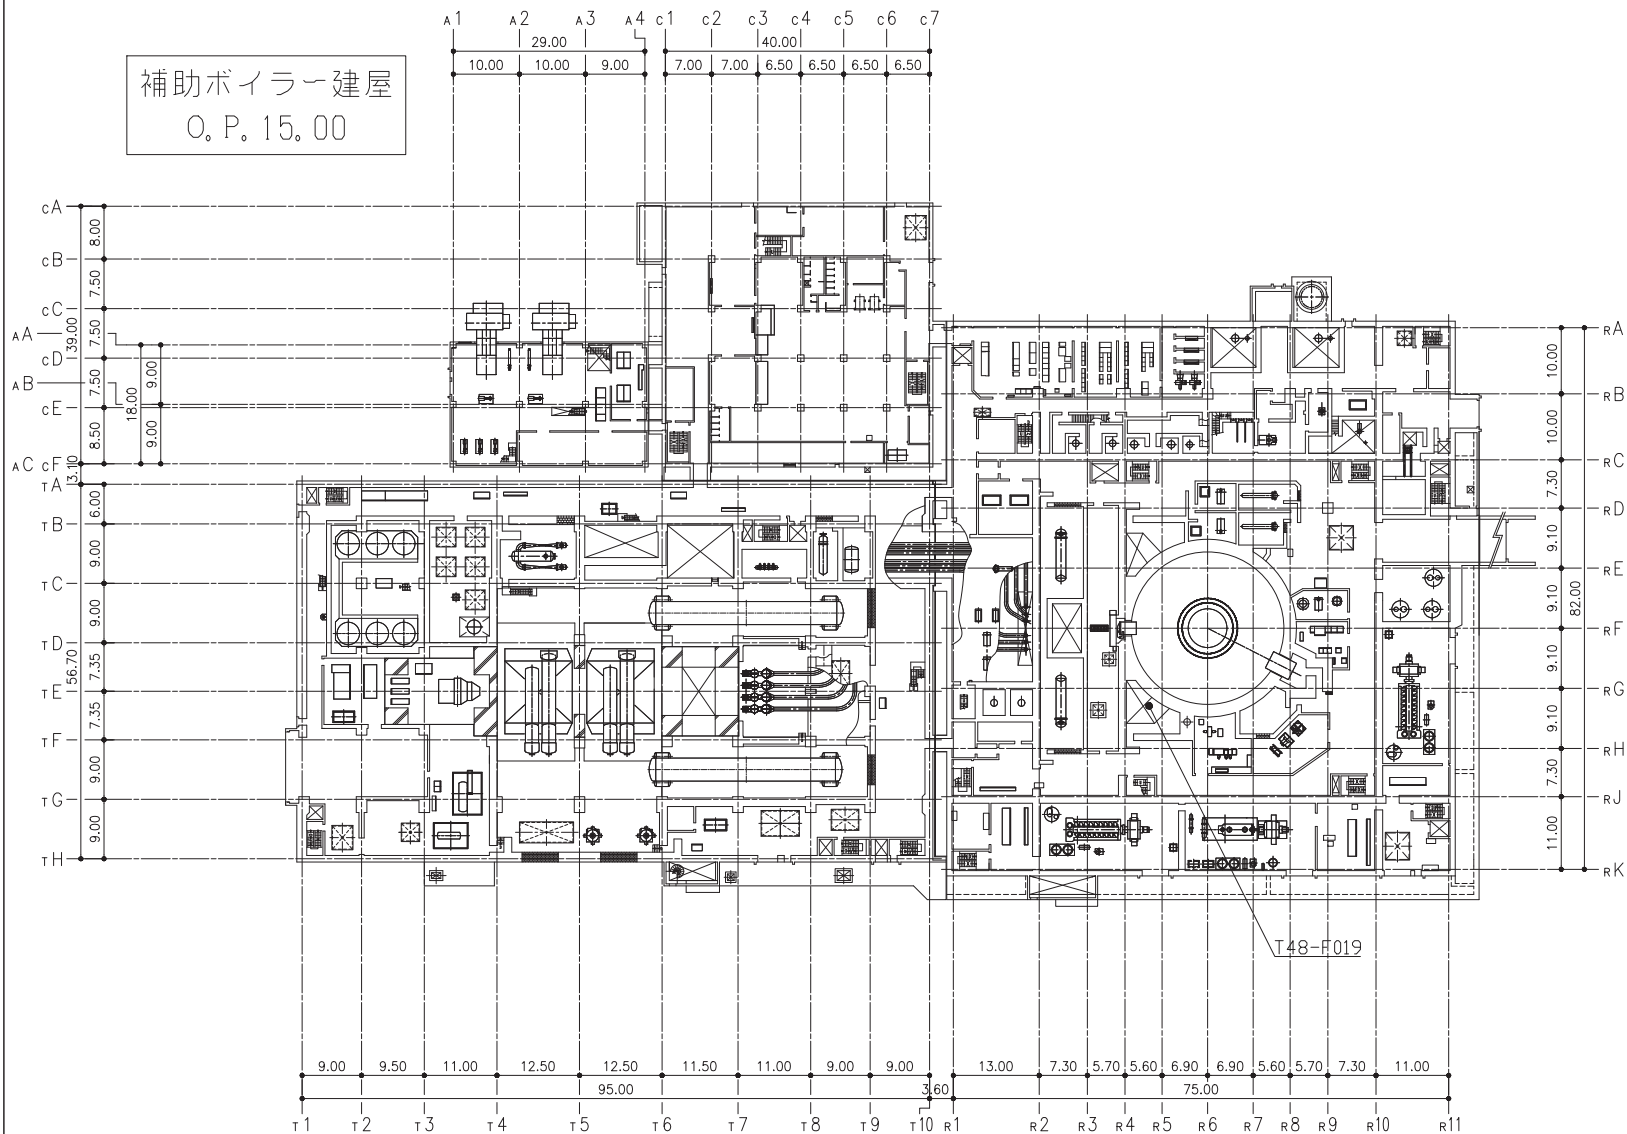 A1 A2 A3 A4 c1 c2 c3 c4 c5 c6 c7
29.00 40.00
10.00 10.00 9.00 7.00 7.00 6.50 6.50 6.50 6.50
補助ボイラー建屋
O.P.15.00
cA
8.00
cB
7.50
cC
AA
7.50
39.00
cD
9.00
AB
7.50
18.00
cE
9.00
8.50
AC cF
3.10
TA
6.00
TB
9.00
TC
9.00
TD
56.70
7.35
TE
7.35
TF
9.00
TG
9.00
TH
RA
10.00
RB
10.00
RC
7.30
RD
9.10
RE
9.10
82.00
RF
9.10
RG
9.10
RH
7.30
RJ
11.00
RK
T48-F019
9.00 9.50 11.00 12.50 12.50 11.50 11.00 9.00 9.00 13.00 7.30 5.70 5.60 6.90 6.90 5.60 5.70 7.30 11.00
95.00 3.60 75.00
T1 T2 T3 T4 T5 T6 T7 T8 T9 T10 R1 R2 R3 R4 R5 R6 R7 R8 R9 R10 R11